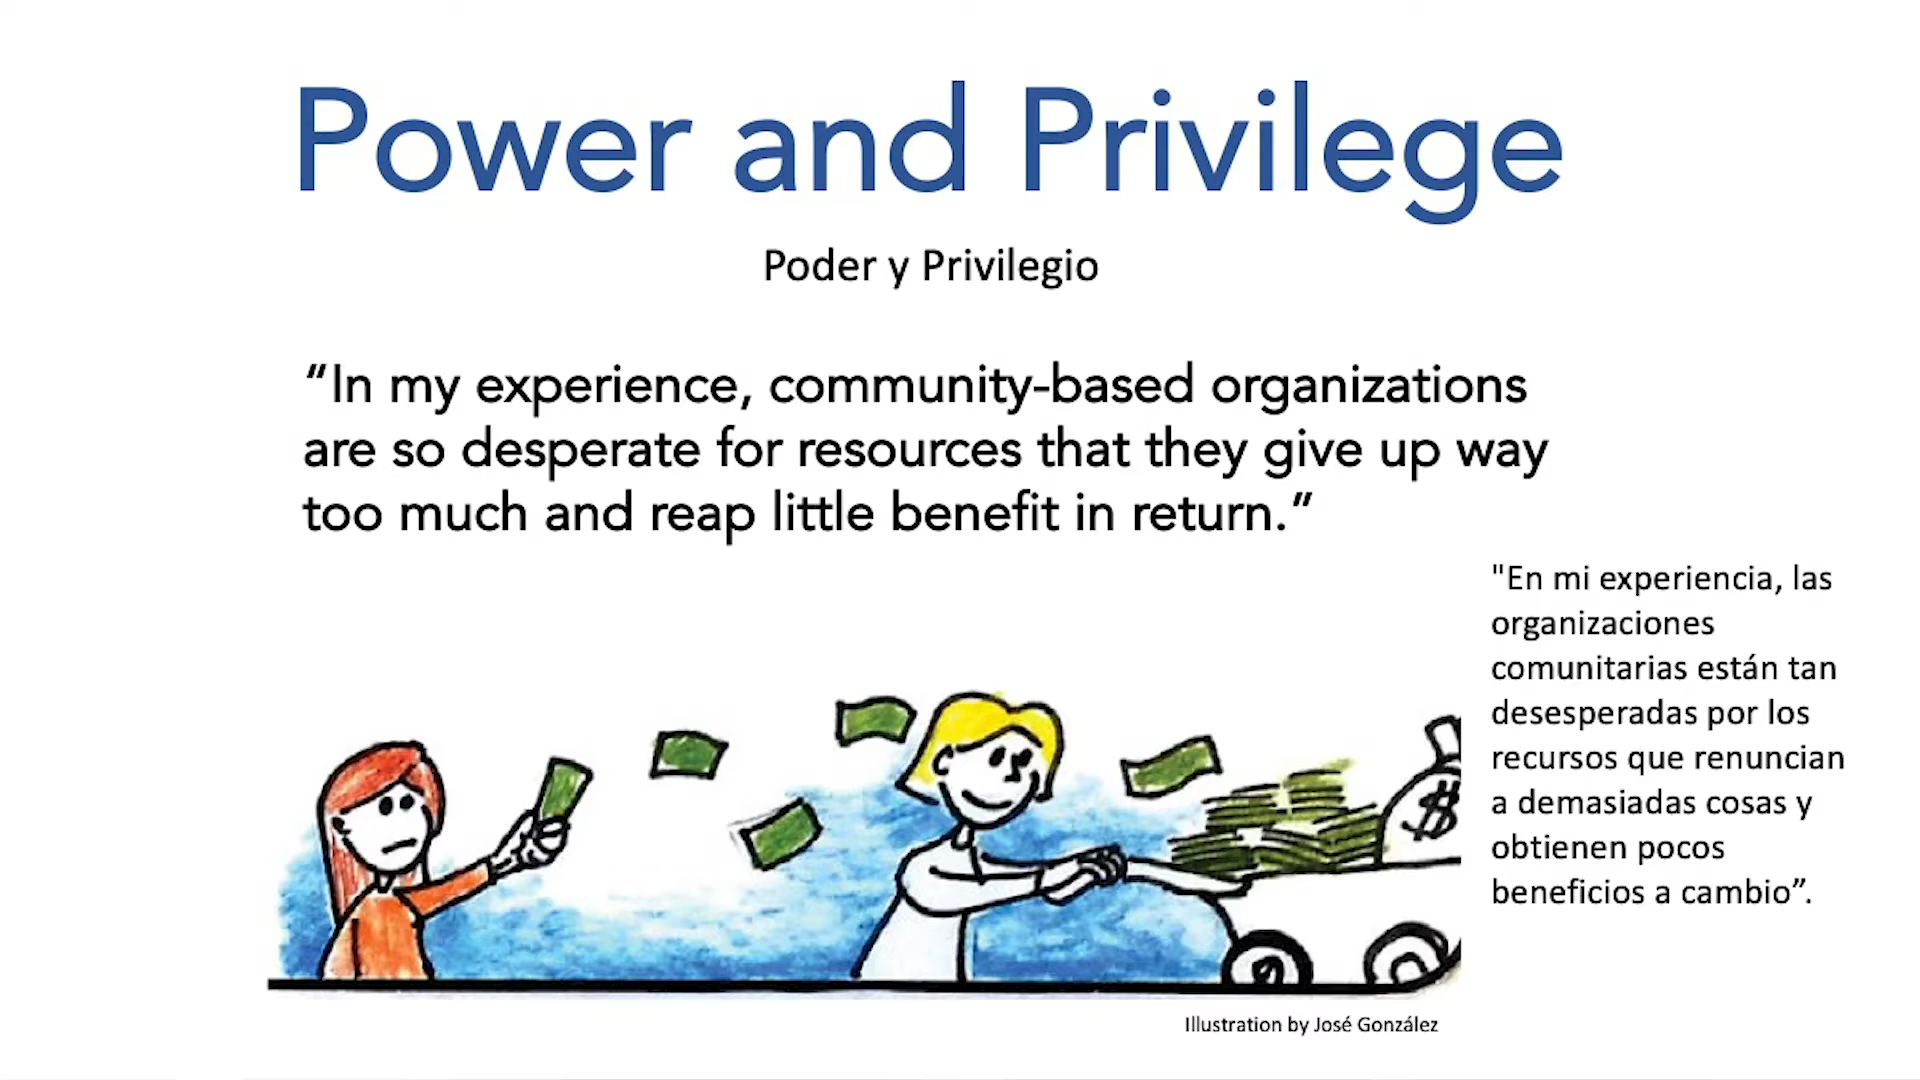 Power and Privilege
Poder y Privilegio
“In my experience, community-based organizations
are so desperate for resources that they give up way
too much and reap little benefit in return.”
"En mi experiencia, las
organizaciones
comunitarias están tan
desesperadas por los
recursos que renuncian
a demasiadas cosas y
obtienen pocos
beneficios a cambio”.
$
Illustration by José González